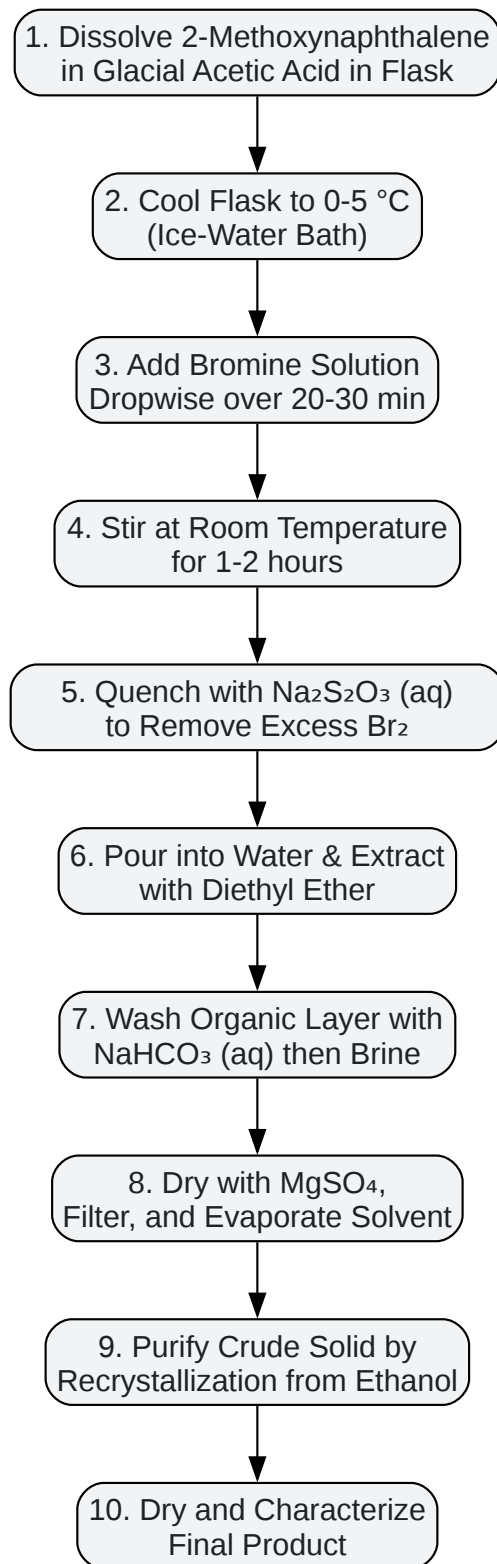 1. Dissolve 2-Methoxynaphthalene
in Glacial Acetic Acid in Flask
2. Cool Flask to 0-5 °C
(Ice-Water Bath)
3. Add Bromine Solution
Dropwise over 20-30 min
4. Stir at Room Temperature
for 1-2 hours
5. Quench with Na₂S₂O₃ (aq)
to Remove Excess Br₂
6. Pour into Water & Extract
with Diethyl Ether
7. Wash Organic Layer with
NaHCO₃ (aq) then Brine
8. Dry with MgSO₄,
Filter, and Evaporate Solvent
9. Purify Crude Solid by
Recrystallization from Ethanol
10. Dry and Characterize
Final Product